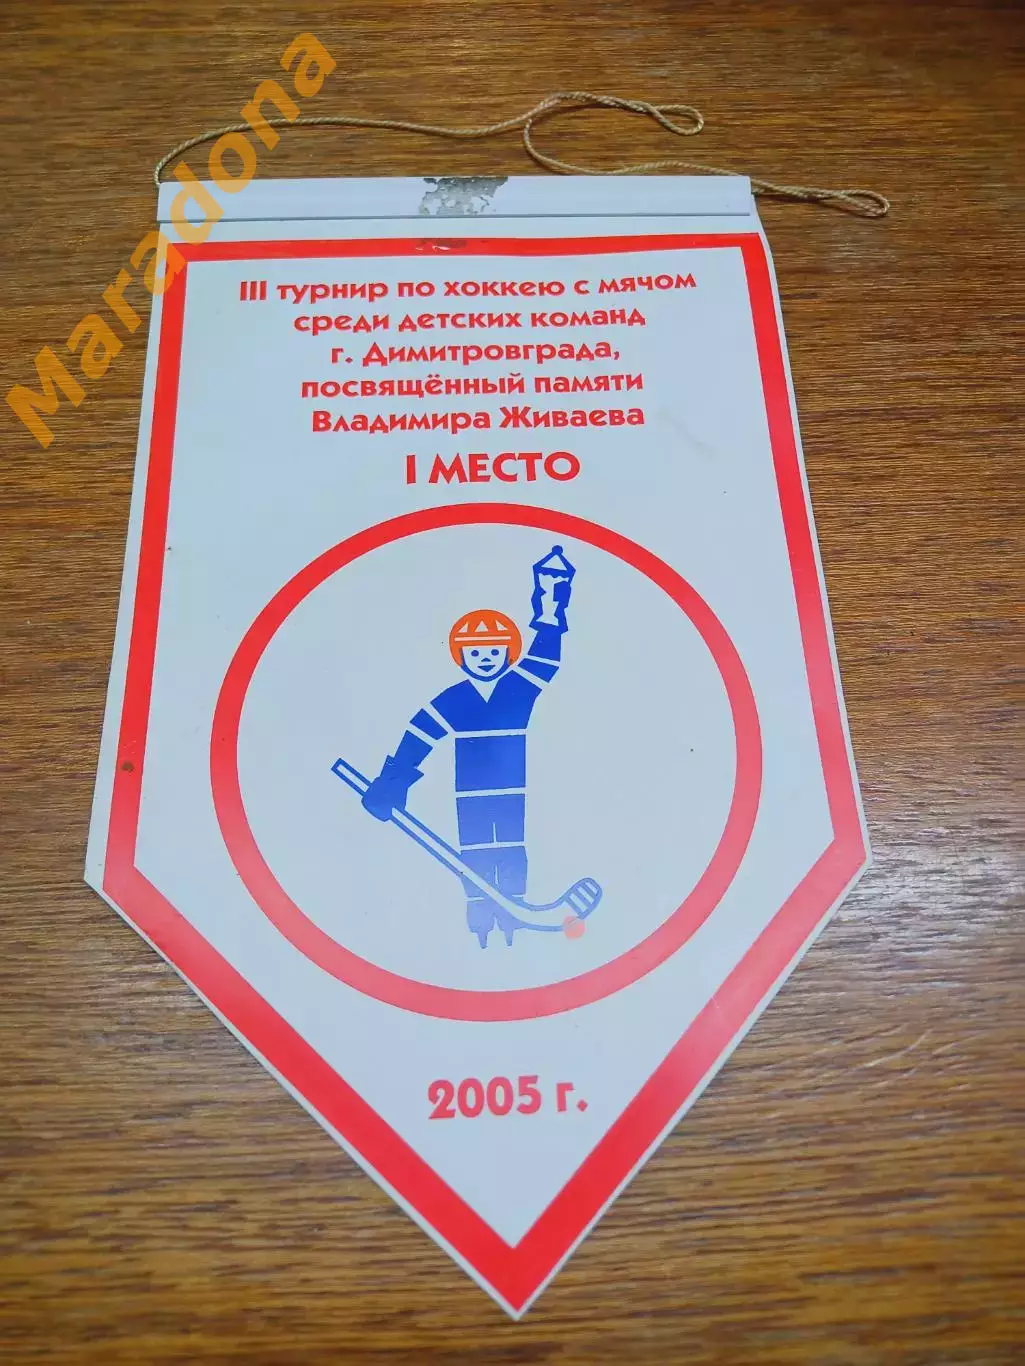 III турнир по хоккею с мячом
среди детских команд
г. Димитровграда,
посвящённый памяти
Владимира Живаева
I МЕСТО
2005 г.
Maradona